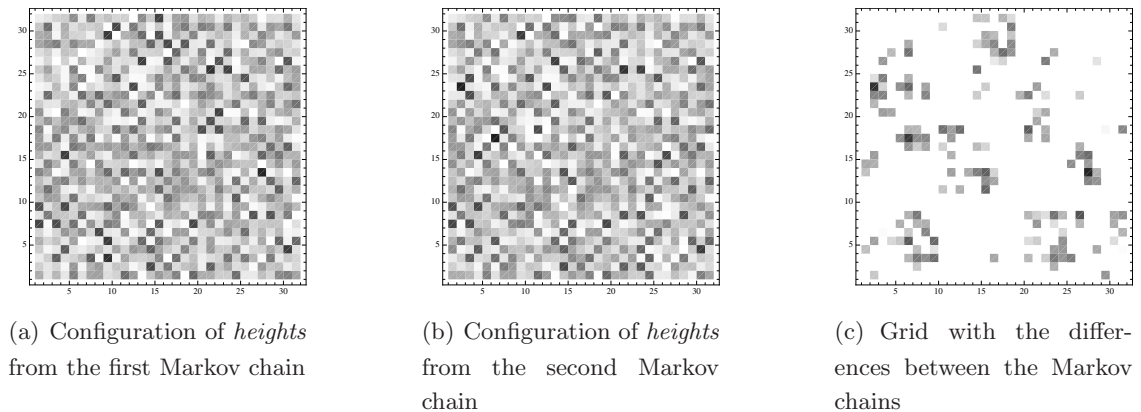 30
25
20
15
10
5
5 10 15 20 25 30
30
25
20
15
10
5
5 10 15 20 25 30
30
25
20
15
10
5
5 10 15 20 25 30
(a) Configuration of heights
from the first Markov chain
(b) Configuration of heights
from the second Markov
chain
(c) Grid with the differ-
ences between the Markov
chains